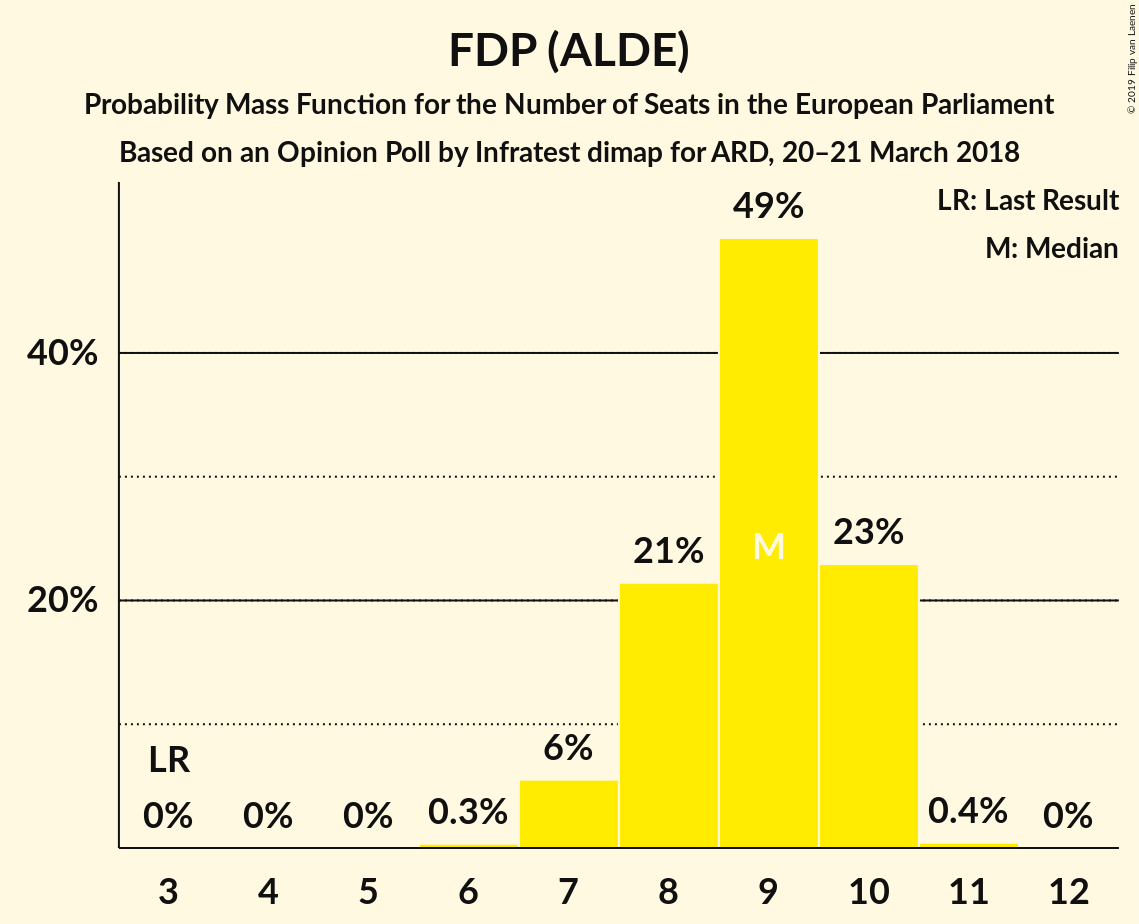 FDP (ALDE)
Probability Mass Function for the Number of Seats in the European Parliament
Based on an Opinion Poll by Infratest dimap for ARD, 20–21 March 2018
© 2019 Filip van Laenen
LR: Last Result
M: Median
49%
40%
23%
21%
M
20%
6%
LR
0% 0% 0% 0.3% 0.4% 0%
3 4 5 6 7 8 9 10 11 12